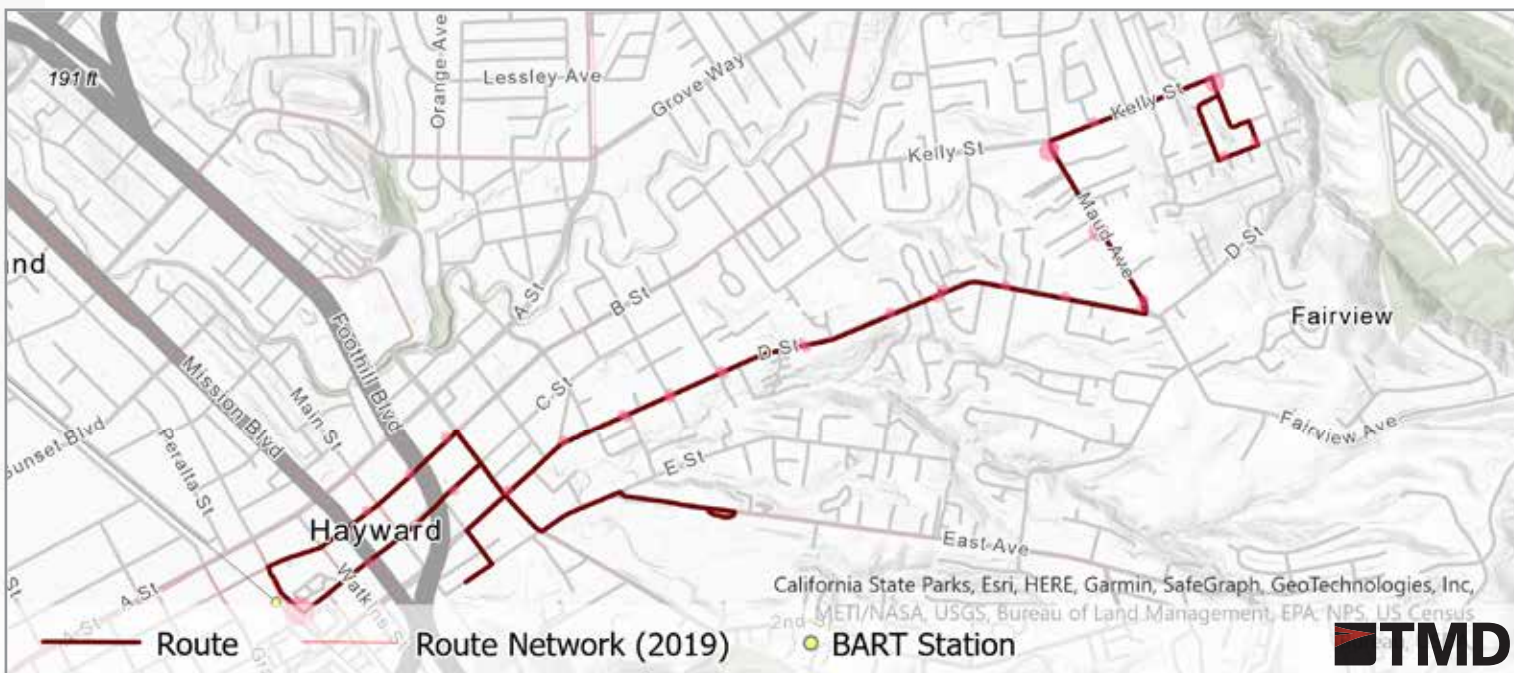 191 ft
Orange Ave
Lessley Ave
Grove Way
Kelly St
Kelly St
Maud Ave
D St
Fairview
nd
A St
B St
Foothill Blvd
D St
Mission Blvd
Main St
C St
Fairview Ave
Sunset Blvd
Peralta St
E St
Hayward
East Ave
Watkins St
A St
St
A St
California State Parks, Esri, HERE, Garmin, SafeGraph, GeoTechnologies, Inc,
METI/NASA, USGS, Bureau of Land Management, EPA, NPS, US Census
2nd St
Route
Route Network (2019)
BART Station
TMD